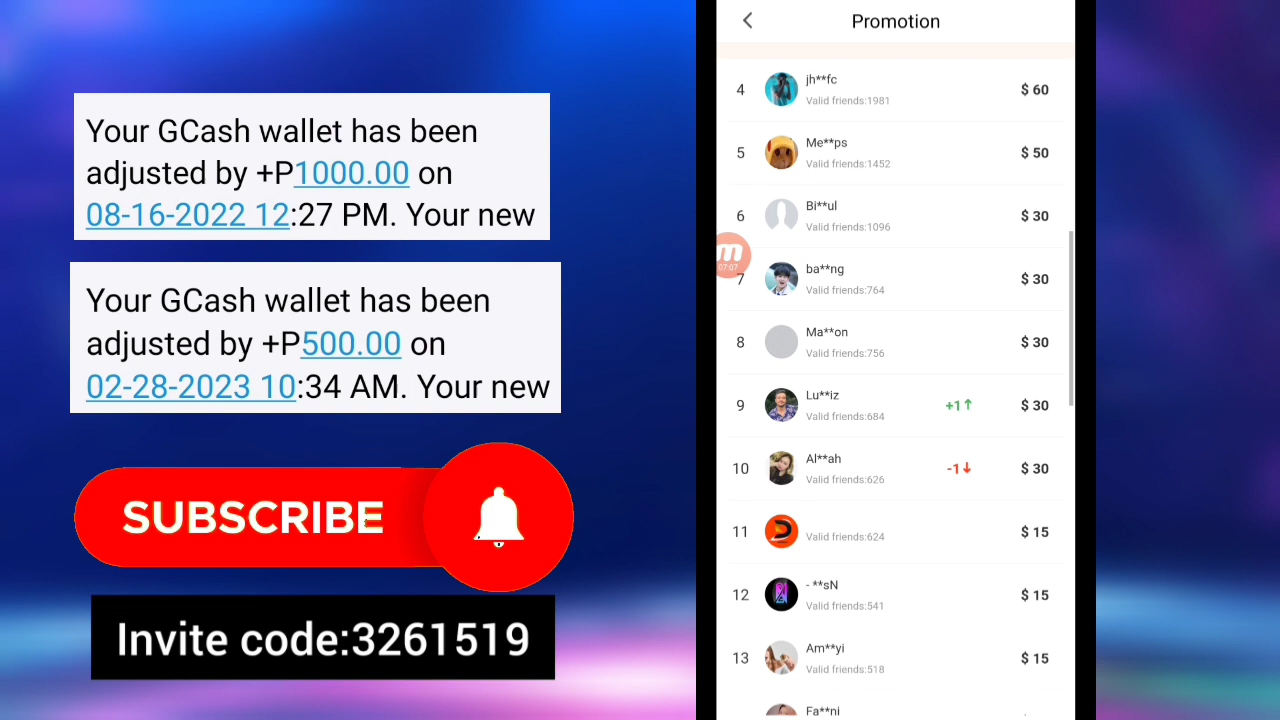 Your GCash wallet has been
adjusted by +P1000.00 on
08-16-2022 12:27 PM. Your new
Your GCash wallet has been
adjusted by +P500.00 on
02-28-2023 10:34 AM. Your new
SUBSCRIBE
Invite code:3261519
Promotion
4 jh**fc $ 60
Valid friends:1981
5 Me**ps $ 50
Valid friends:1452
6 Bi**ul $ 30
Valid friends:1096
m
07:07
7 ba**ng $ 30
Valid friends:764
8 Ma**on $ 30
Valid friends:756
9 Lu**iz +1↑ $ 30
Valid friends:684
10 Al**ah -1↓ $ 30
Valid friends:626
11 $ 15
Valid friends:624
12 - **sN $ 15
Valid friends:541
13 Am**yi $ 15
Valid friends:518
Fa**ni